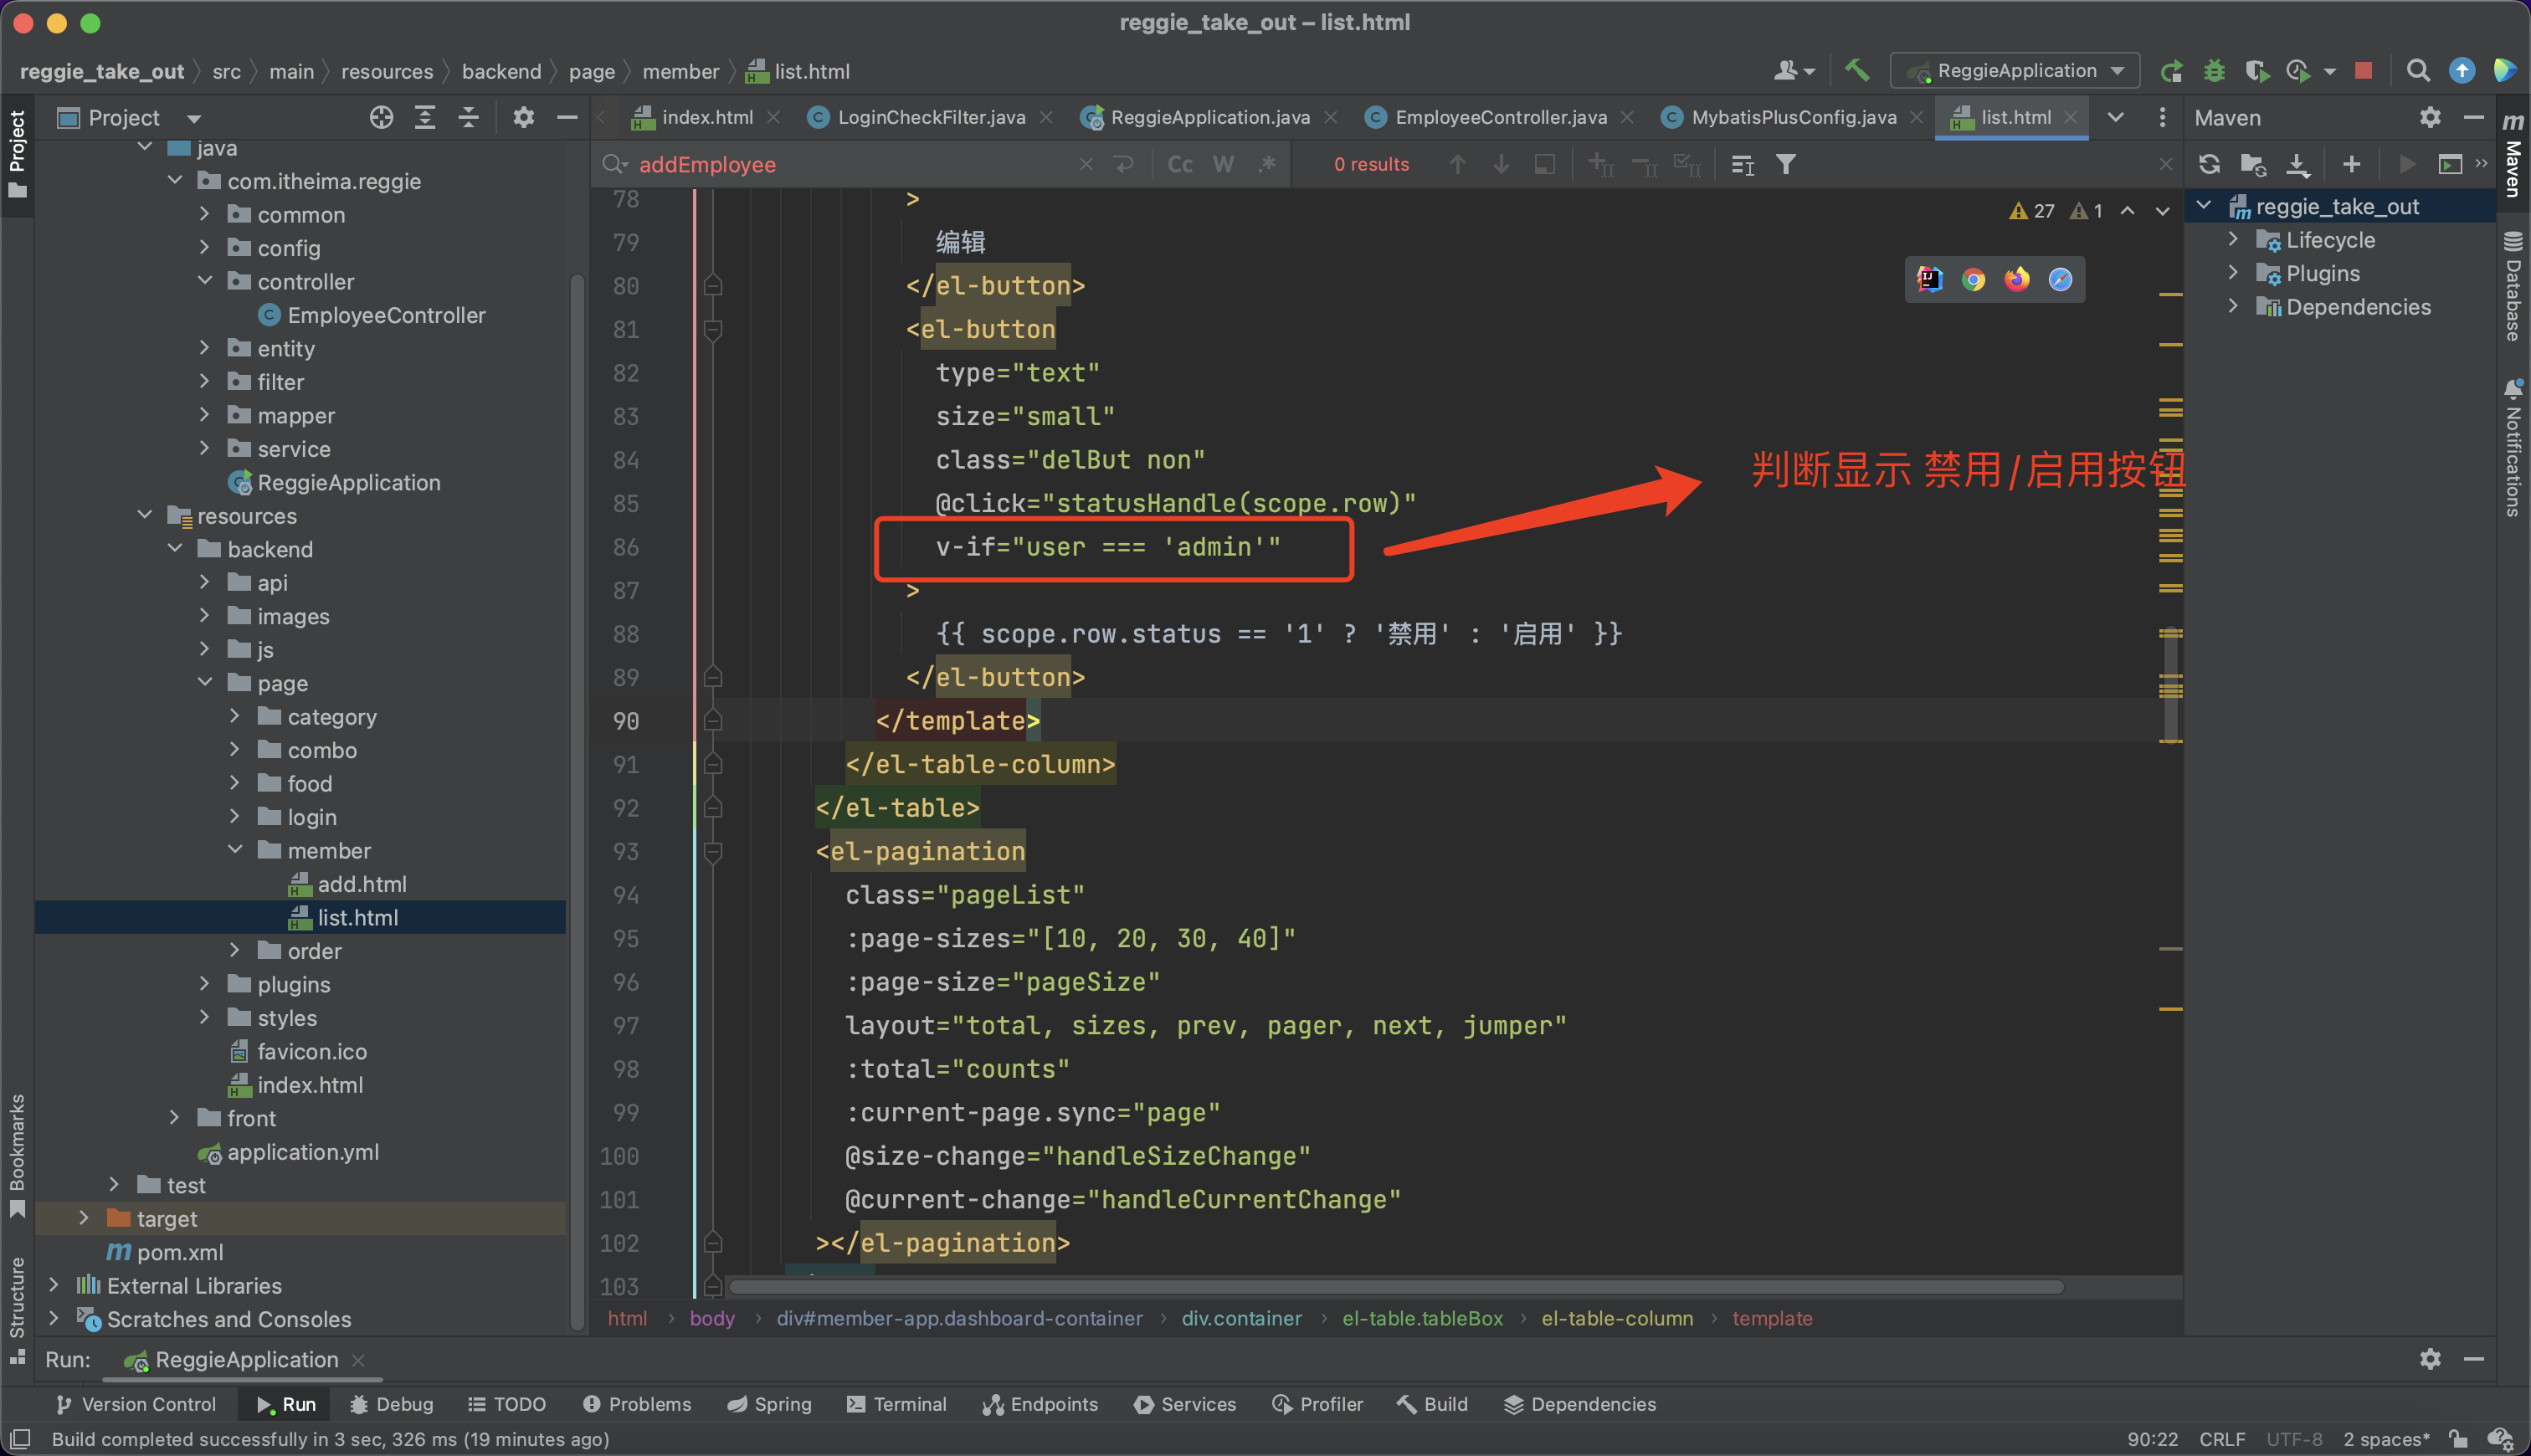 reggie_take_out – list.html
reggie_take_out src main resources backend page member list.html
ReggieApplication
Project
index.html LoginCheckFilter.java ReggieApplication.java EmployeeController.java MybatisPlusConfig.java list.html
Maven
addEmployee Cc W .* 0 results
27 1
Project
java
com.itheima.reggie
common
config
controller
EmployeeController
entity
filter
mapper
service
ReggieApplication
resources
backend
api
images
js
page
category
combo
food
login
member
add.html
list.html
order
plugins
styles
favicon.ico
index.html
front
application.yml
test
target
pom.xml
External Libraries
Scratches and Consoles
Bookmarks
Structure
78 >
79 编辑
80 </el-button>
81 <el-button
82 type="text"
83 size="small"
84 class="delBut non"
85 @click="statusHandle(scope.row)"
86 v-if="user === 'admin'"
87 >
88 {{ scope.row.status == '1' ? '禁用' : '启用' }}
89 </el-button>
90 </template>
91 </el-table-column>
92 </el-table>
93 <el-pagination
94 class="pageList"
95 :page-sizes="[10, 20, 30, 40]"
96 :page-size="pageSize"
97 layout="total, sizes, prev, pager, next, jumper"
98 :total="counts"
99 :current-page.sync="page"
100 @size-change="handleSizeChange"
101 @current-change="handleCurrentChange"
102 ></el-pagination>
103
判断显示 禁用/启用按钮
html body div#member-app.dashboard-container div.container el-table.tableBox el-table-column template
reggie_take_out
Lifecycle
Plugins
Dependencies
Maven
Database
Notifications
Run: ReggieApplication
Version Control Run Debug TODO Problems Spring Terminal Endpoints Services Profiler Build Dependencies
Build completed successfully in 3 sec, 326 ms (19 minutes ago) 90:22 CRLF UTF-8 2 spaces*